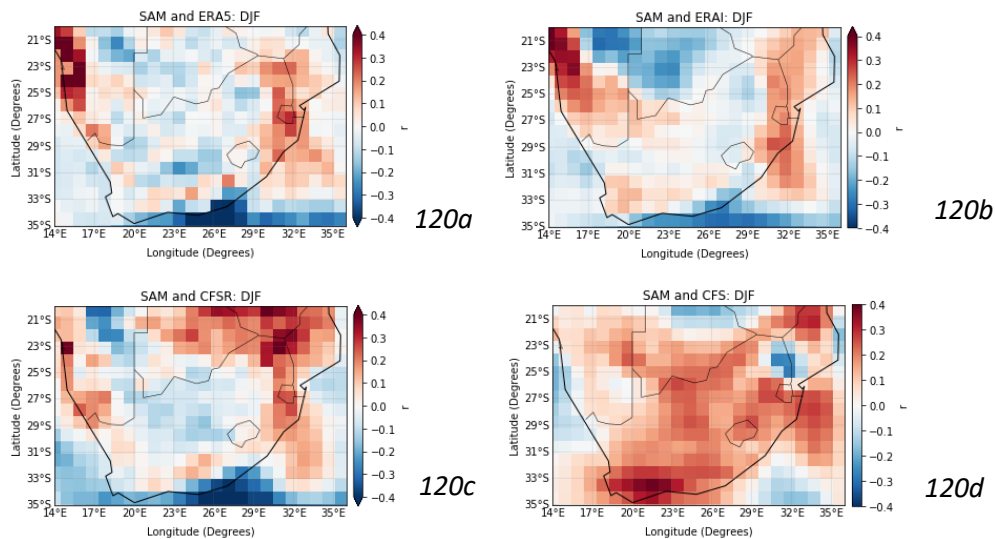 SAM and ERA5: DJF
21°S
23°S
25°S
27°S
29°S
31°S
33°S
35°S
Latitude (Degrees)
14°E 17°E 20°E 23°E 26°E 29°E 32°E 35°E
Longitude (Degrees)
0.4
0.3
0.2
0.1
0.0
−0.1
−0.2
−0.3
−0.4
r
120a
SAM and ERAI: DJF
21°S
23°S
25°S
27°S
29°S
31°S
33°S
35°S
Latitude (Degrees)
14°E 17°E 20°E 23°E 26°E 29°E 32°E 35°E
Longitude (Degrees)
0.4
0.3
0.2
0.1
0.0
−0.1
−0.2
−0.3
−0.4
r
120b
SAM and CFSR: DJF
21°S
23°S
25°S
27°S
29°S
31°S
33°S
35°S
Latitude (Degrees)
14°E 17°E 20°E 23°E 26°E 29°E 32°E 35°E
Longitude (Degrees)
0.4
0.3
0.2
0.1
0.0
−0.1
−0.2
−0.3
−0.4
r
120c
SAM and CFS: DJF
21°S
23°S
25°S
27°S
29°S
31°S
33°S
35°S
Latitude (Degrees)
14°E 17°E 20°E 23°E 26°E 29°E 32°E 35°E
Longitude (Degrees)
0.4
0.3
0.2
0.1
0.0
−0.1
−0.2
−0.3
−0.4
r
120d